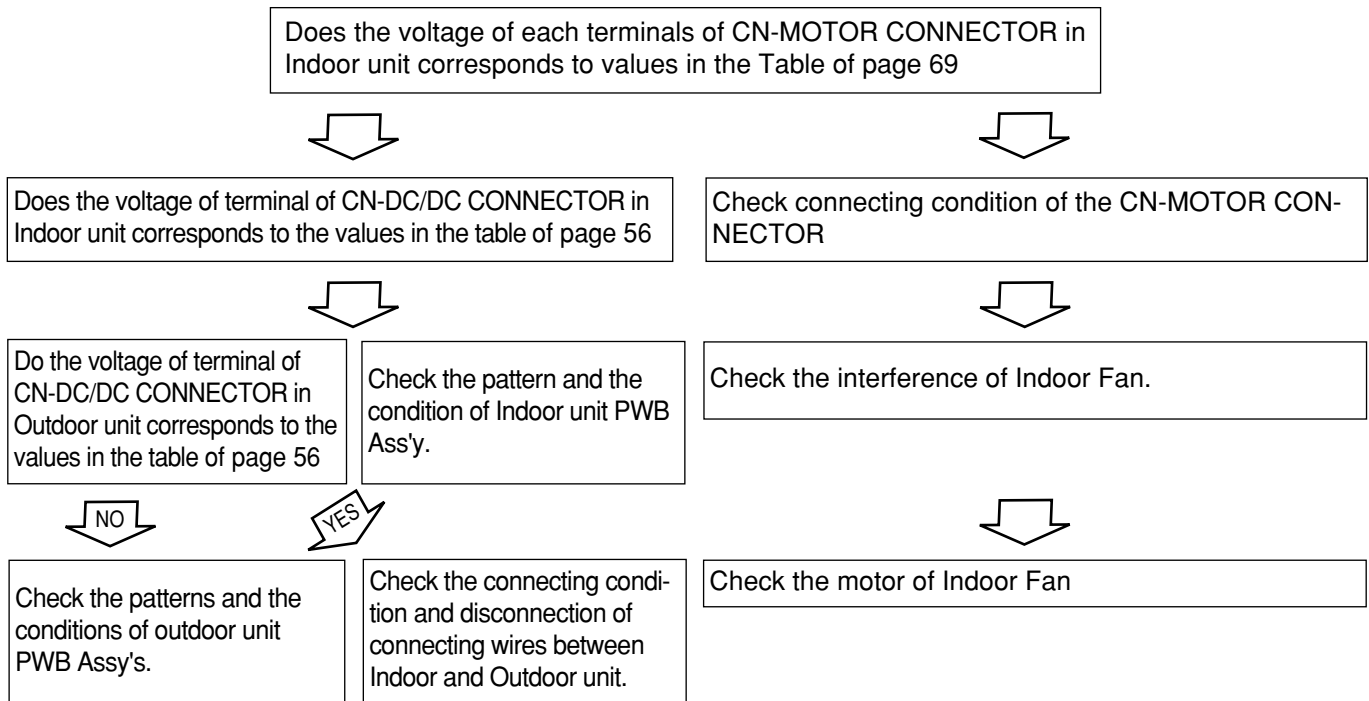 Does the voltage of each terminals of CN-MOTOR CONNECTOR in
Indoor unit corresponds to values in the Table of page 69
Does the voltage of terminal of CN-DC/DC CONNECTOR in
Indoor unit corresponds to the values in the table of page 56
Check connecting condition of the CN-MOTOR CON-
NECTOR
Do the voltage of terminal of
CN-DC/DC CONNECTOR in
Outdoor unit corresponds to the
values in the table of page 56
Check the pattern and the
condition of Indoor unit PWB
Ass'y.
Check the interference of Indoor Fan.
NO
YES
Check the patterns and the
conditions of outdoor unit
PWB Assy's.
Check the connecting condi-
tion and disconnection of
connecting wires between
Indoor and Outdoor unit.
Check the motor of Indoor Fan